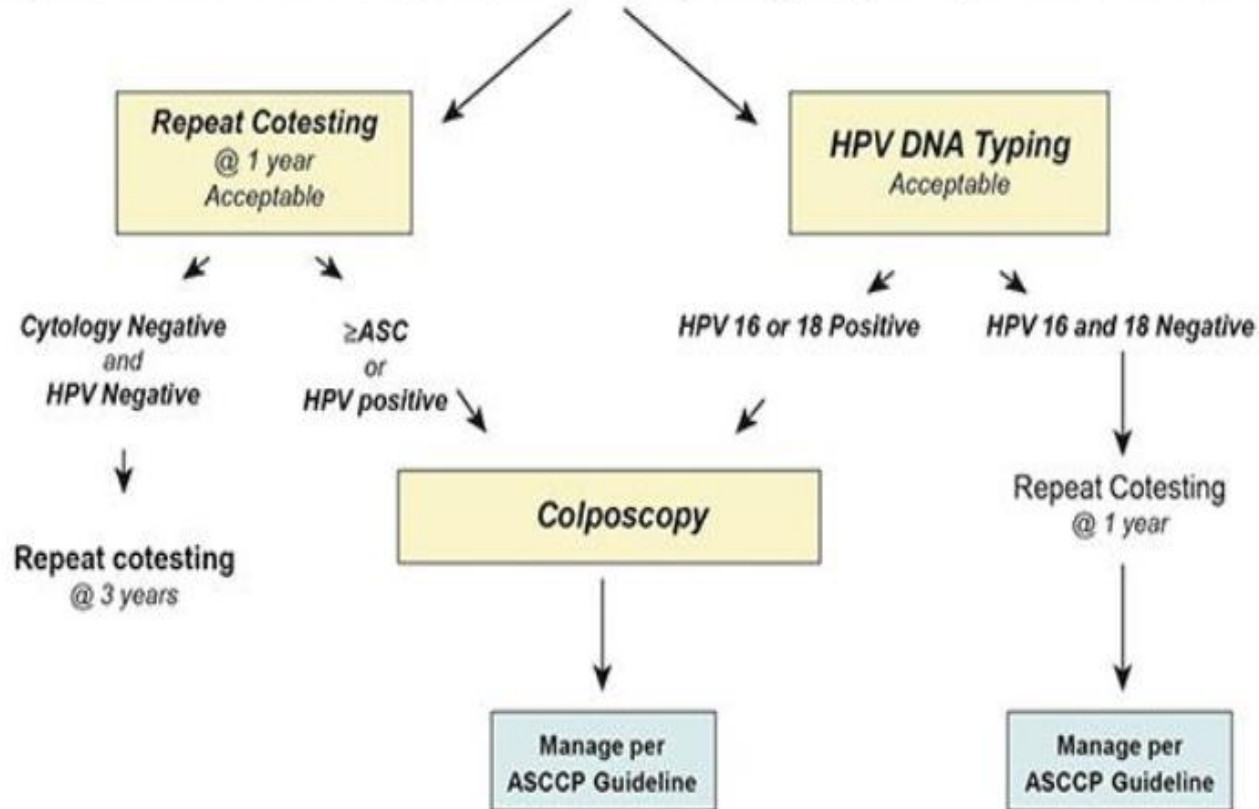 Repeat Cotesting
@ 1 year
Acceptable
HPV DNA Typing
Acceptable
Cytology Negative
and
HPV Negative
≥ASC
or
HPV positive
HPV 16 or 18 Positive
HPV 16 and 18 Negative
Repeat cotesting
@ 3 years
Colposcopy
Repeat Cotesting
@ 1 year
Manage per
ASCCP Guideline
Manage per
ASCCP Guideline